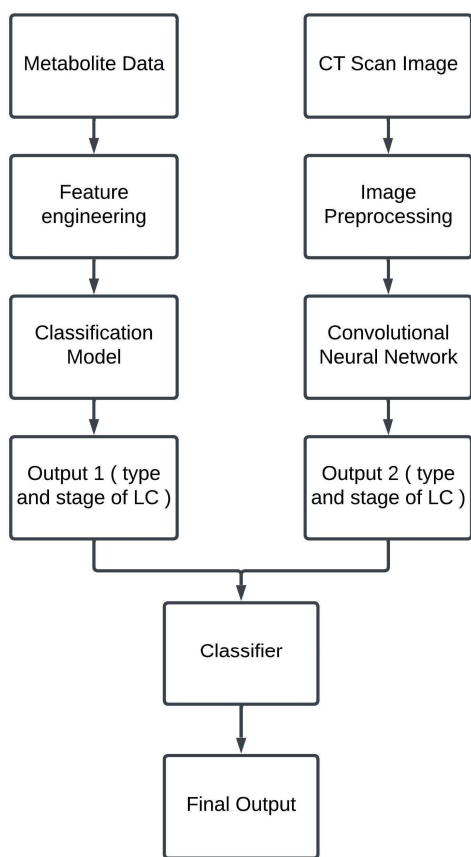 Metabolite Data
CT Scan Image
Feature
engineering
Image
Preprocessing
Classification
Model
Convolutional
Neural Network
Output 1 ( type
and stage of LC )
Output 2 ( type
and stage of LC )
Classifier
Final Output